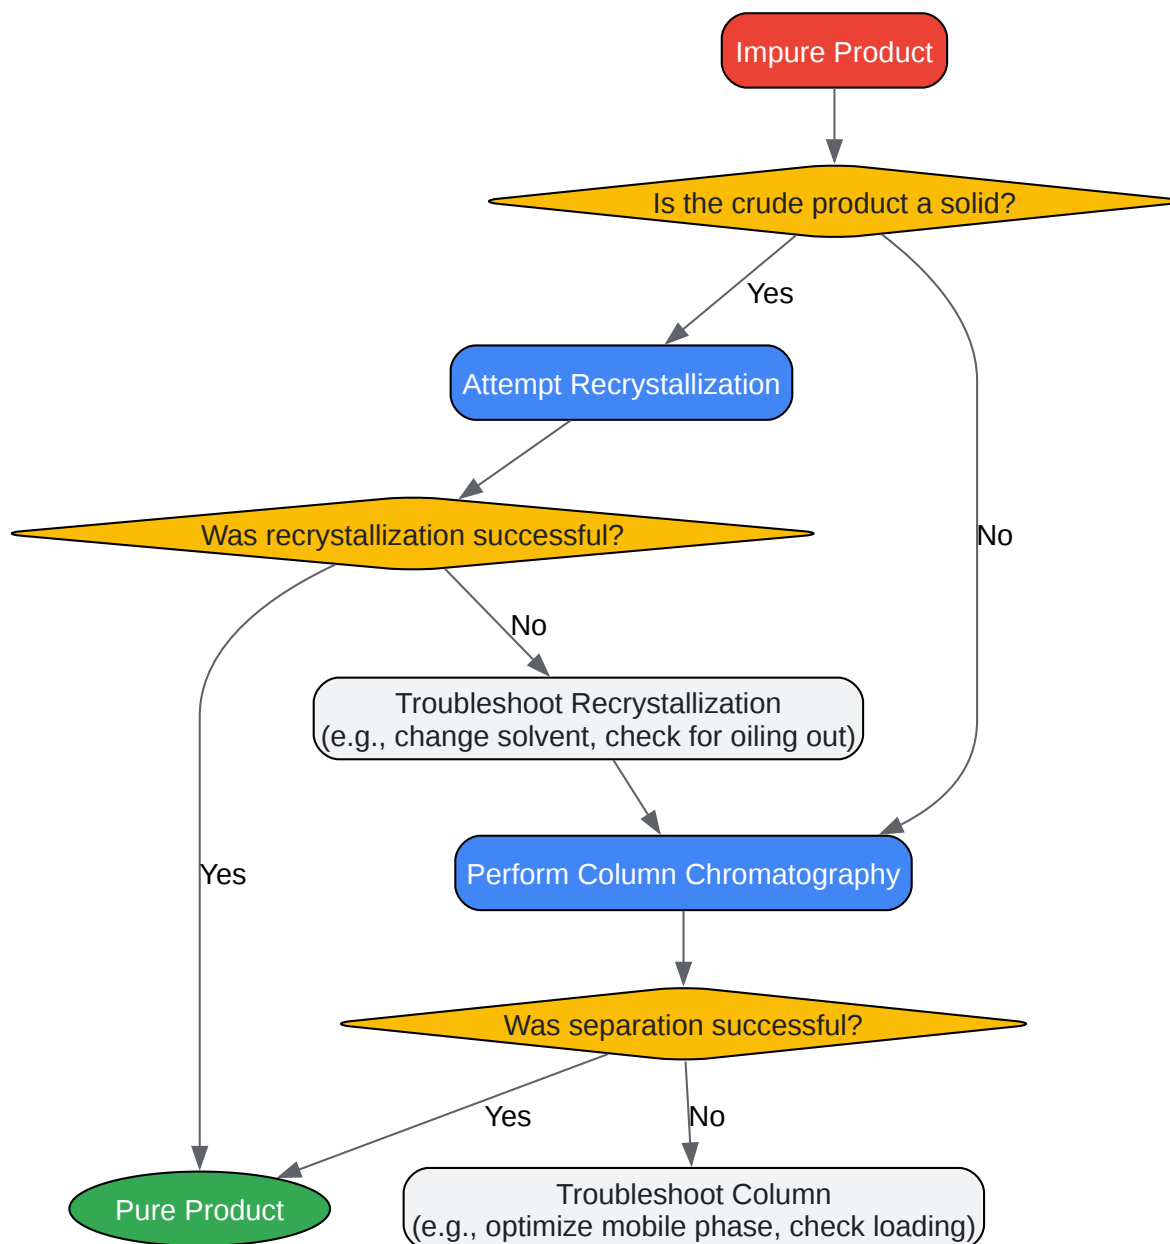 Impure Product
Is the crude product a solid?
Yes
Attempt Recrystallization
Was recrystallization successful?
No
No
Troubleshoot Recrystallization
(e.g., change solvent, check for oiling out)
Yes
Perform Column Chromatography
Was separation successful?
Yes
No
Pure Product
Troubleshoot Column
(e.g., optimize mobile phase, check loading)